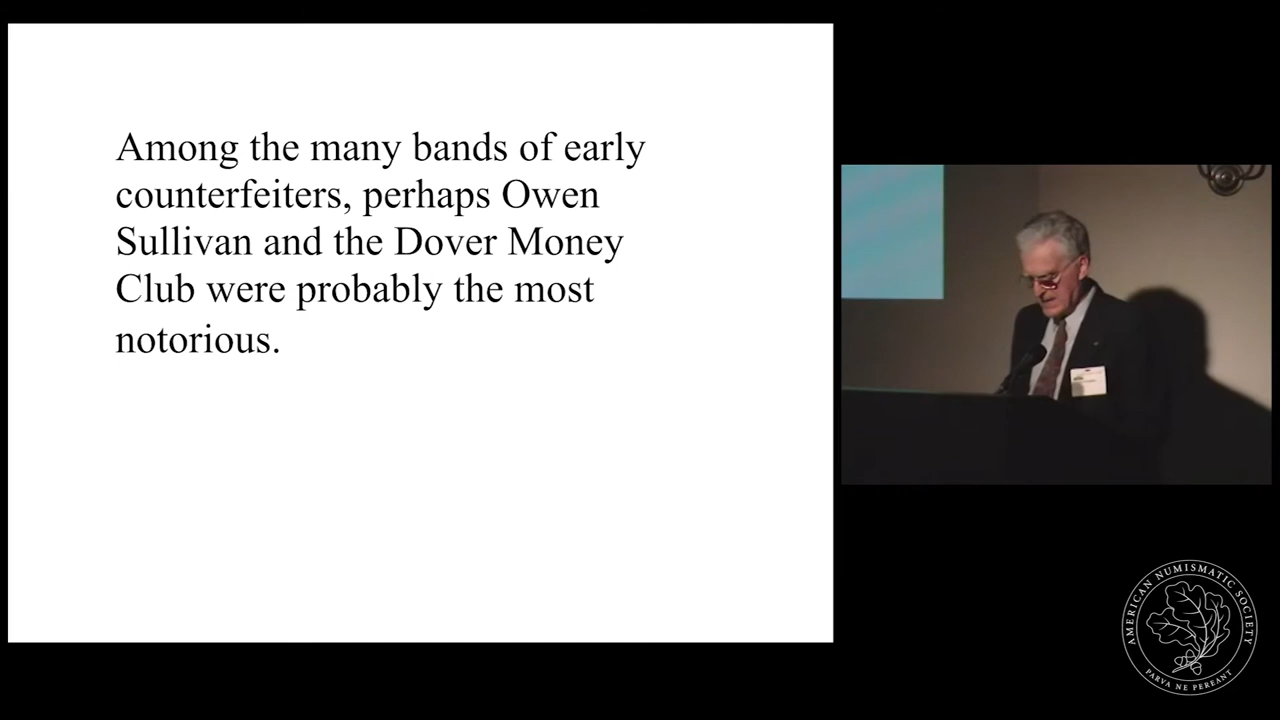 Among the many bands of early
counterfeiters, perhaps Owen
Sullivan and the Dover Money
Club were probably the most
notorious.
AMERICAN NUMISMATIC SOCIETY
PARVA NE PEREANT